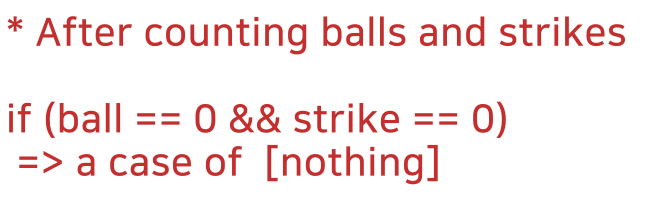 * After counting balls and strikes
if (ball == 0 && strike == 0)
=> a case of [nothing]